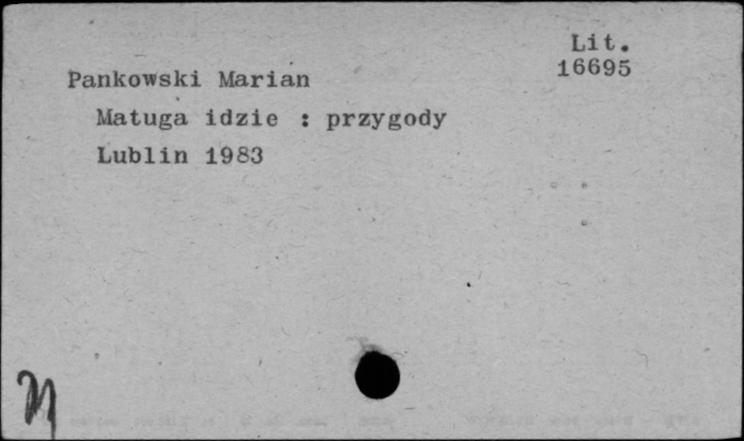 Lit.
16695
Pankowski Marian
Matuga idzie : przygody
Lublin 1983